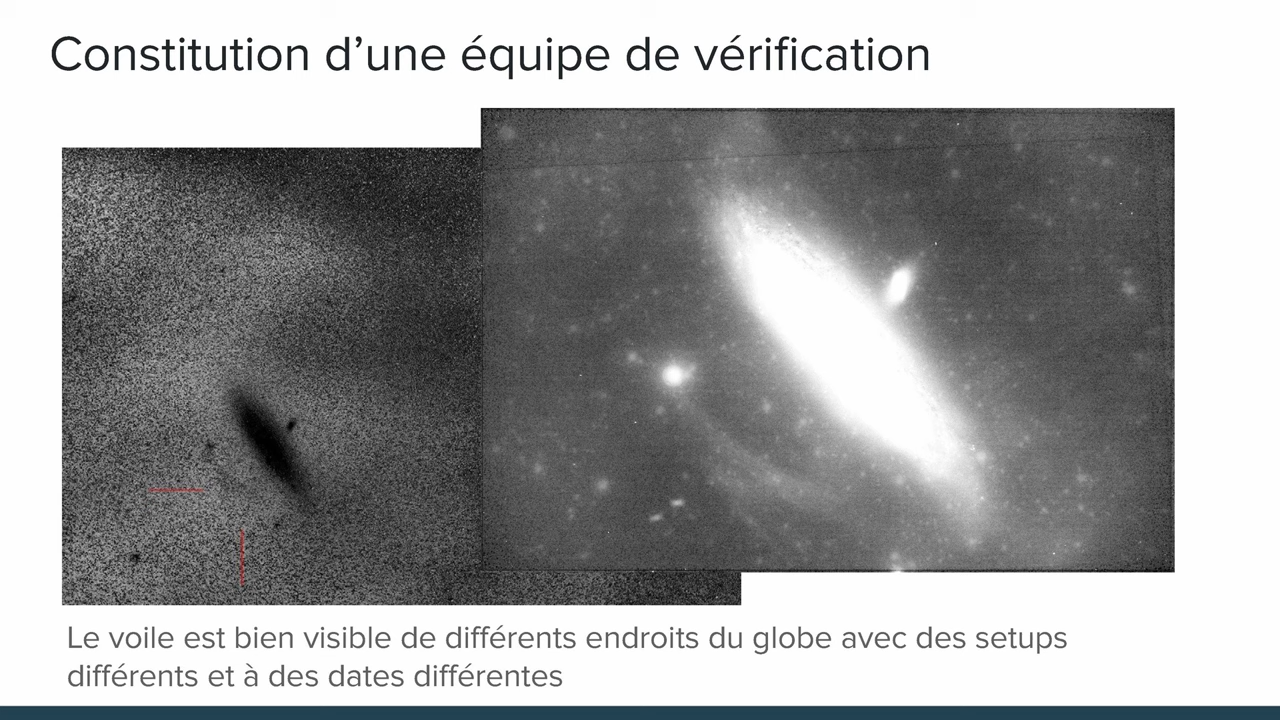 Constitution d’une équipe de vérification
Le voile est bien visible de différents endroits du globe avec des setups
différents et à des dates différentes